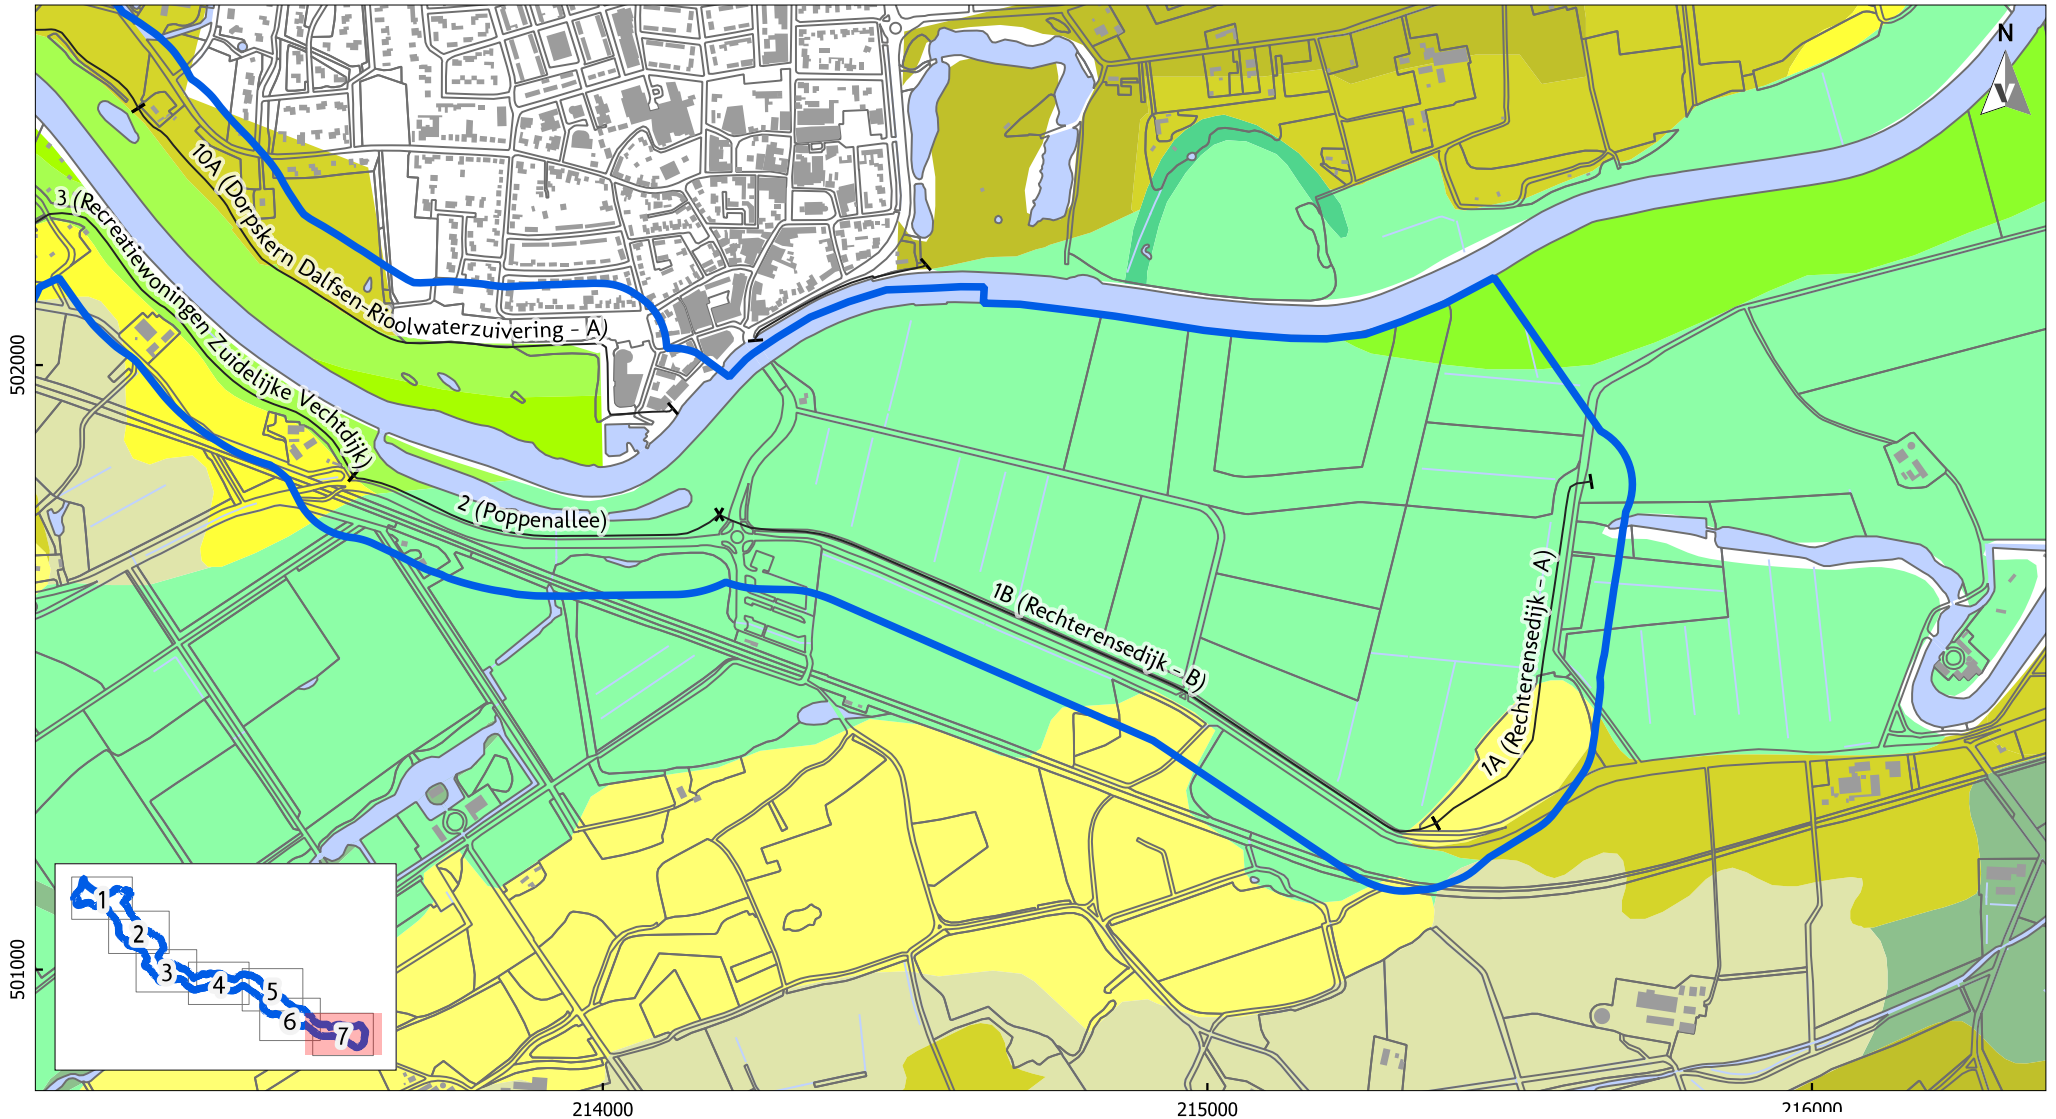 N
10A (Dorpskern Dalfsen-Rioolwaterzuivering - A)
3 (Recreatiewoningen Zuidelijke Vechtdijk)
2 (Poppenallee)
1B (Rechterensedijk - B)
1A (Rechterensedijk - A)
502000
501000
1
2
3
4
5
6
7
214000
215000
216000